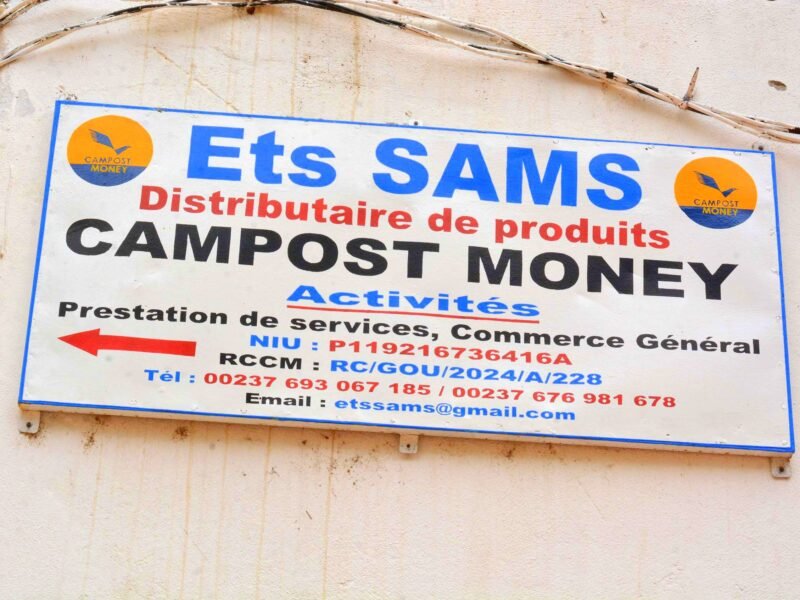 CAMPOST
MONEY
Ets SAMS
CAMPOST
MONEY
Distributaire de produits
CAMPOST MONEY
Activités
Prestation de services, Commerce Général
NIU : P119216736416A
RCCM : RC/GOU/2024/A/228
Tél : 00237 693 067 185 / 00237 676 981 678
Email : etssams@gmail.com